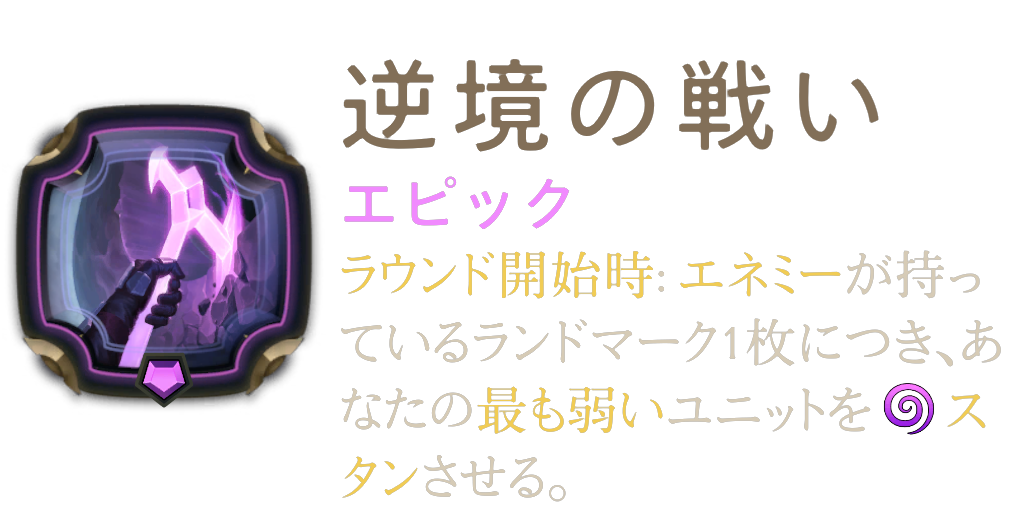 逆境の戦い
エピック
ラウンド開始時: エネミーが持っ
ているランドマーク1枚につき、あ
なたの最も弱いユニットを ス
タンさせる。